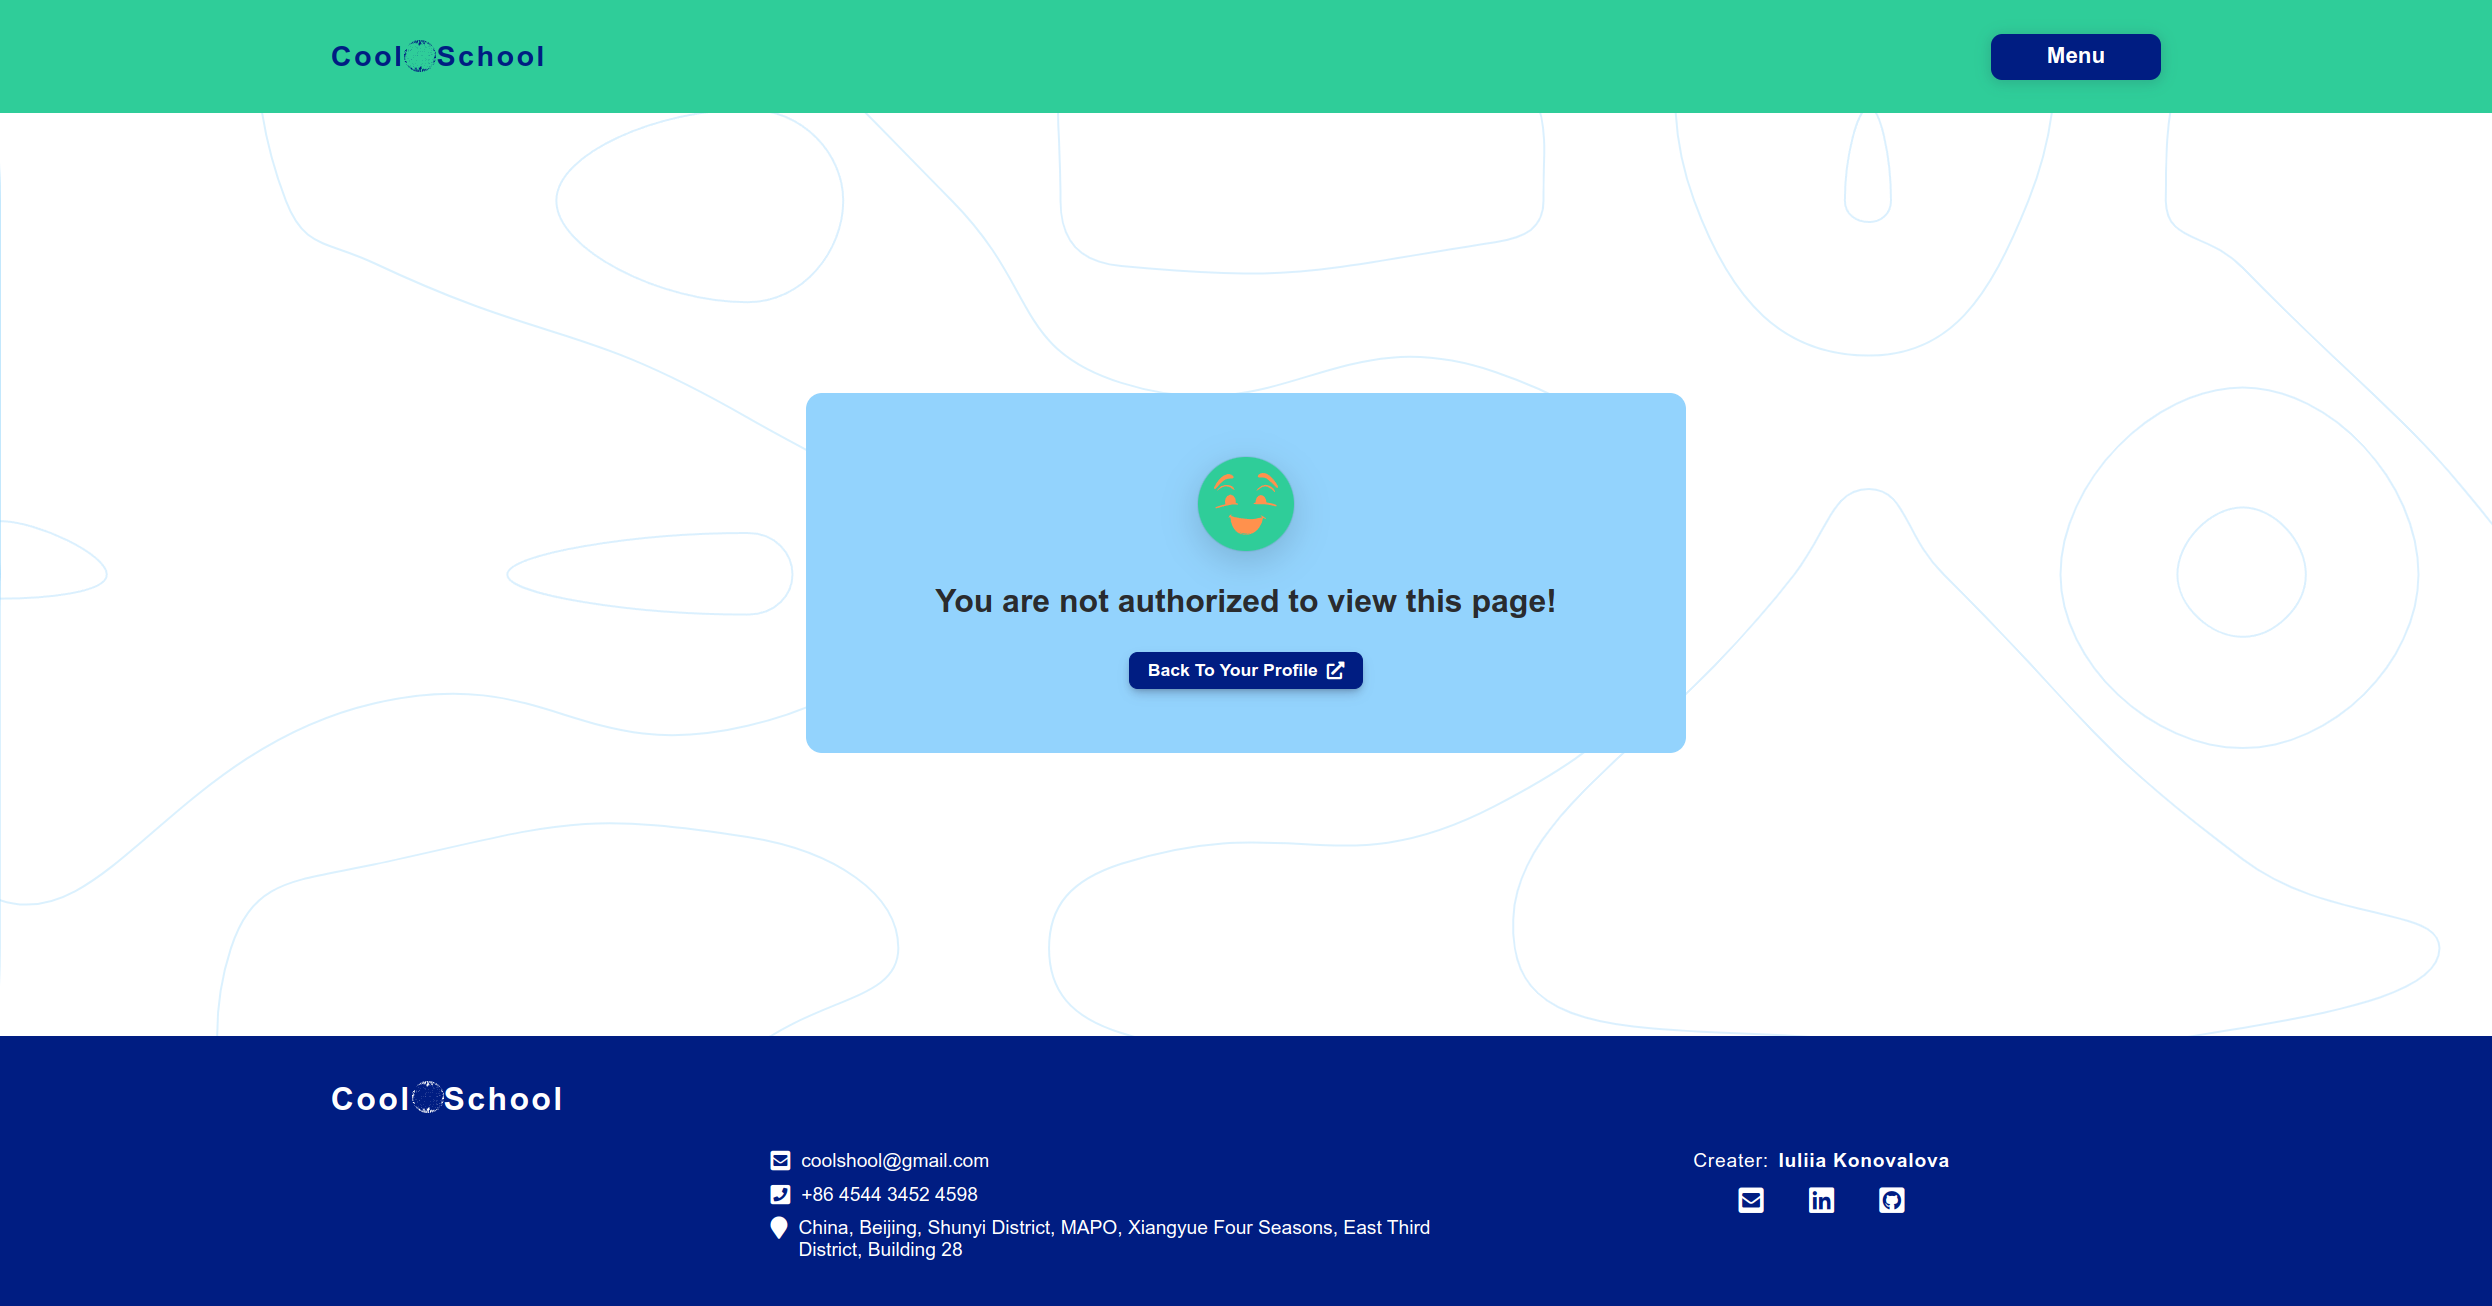 Cool School
Menu
You are not authorized to view this page!
Back To Your Profile
Cool School
coolshool@gmail.com
+86 4544 3452 4598
China, Beijing, Shunyi District, MAPO, Xiangyue Four Seasons, East Third
District, Building 28
Creater: Iuliia Konovalova